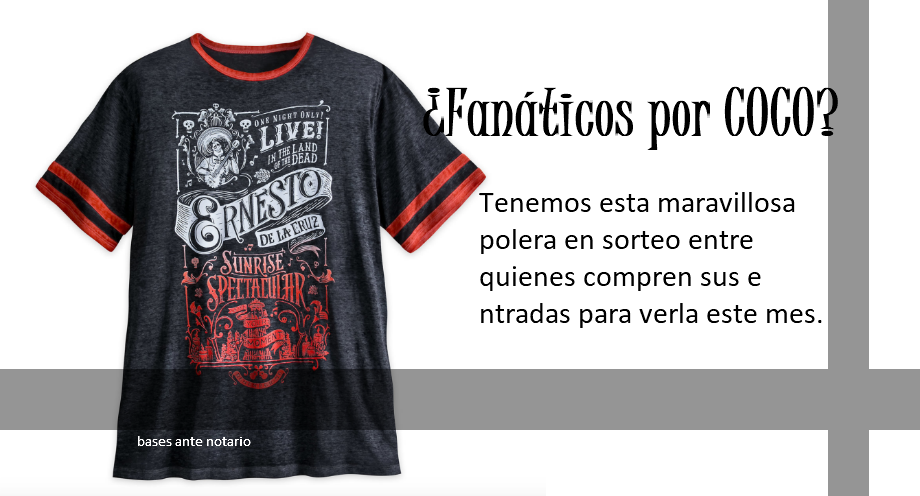 ¿Fanáticos por COCO?
Tenemos esta maravillosa
polera en sorteo entre
quienes compren sus e
ntradas para verla este mes.
ONE NIGHT ONLY!
LIVE!
IN THE LAND
OF THE DEAD
ERNESTO
DE LA CRUZ
SUNRISE
SPECTACULAR
bases ante notario